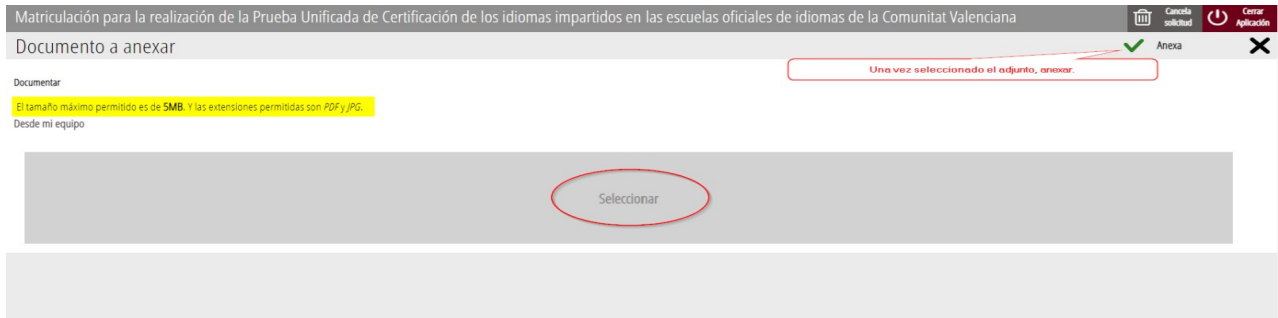 Matriculación para la realización de la Prueba Unificada de Certificación de los idiomas impartidos en las escuelas oficiales de idiomas de la Comunitat Valenciana
Cancela
solicitud
Cerrar
Aplicación
Documento a anexar
Anexa
Una vez seleccionado el adjunto, anexar.
Documentar
El tamaño máximo permitido es de 5MB. Y las extensiones permitidas son PDF y JPG.
Desde mi equipo
Seleccionar